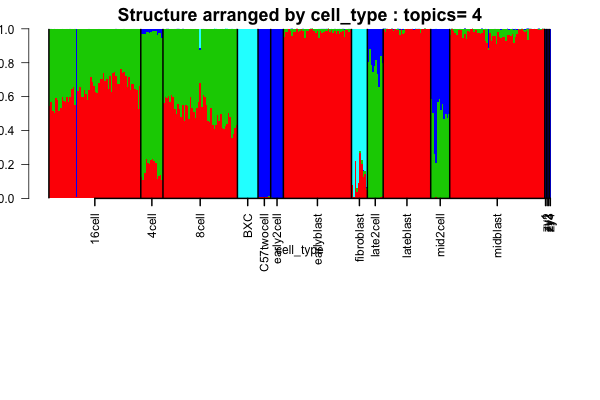 Structure arranged by cell_type : topics= 4
1.0
0.8
0.6
0.4
0.2
0.0
16cell
4cell
8cell
BXC
C57twocell
early2cell
earlyblast
fibroblast
late2cell
lateblast
mid2cell
midblast
cell_type